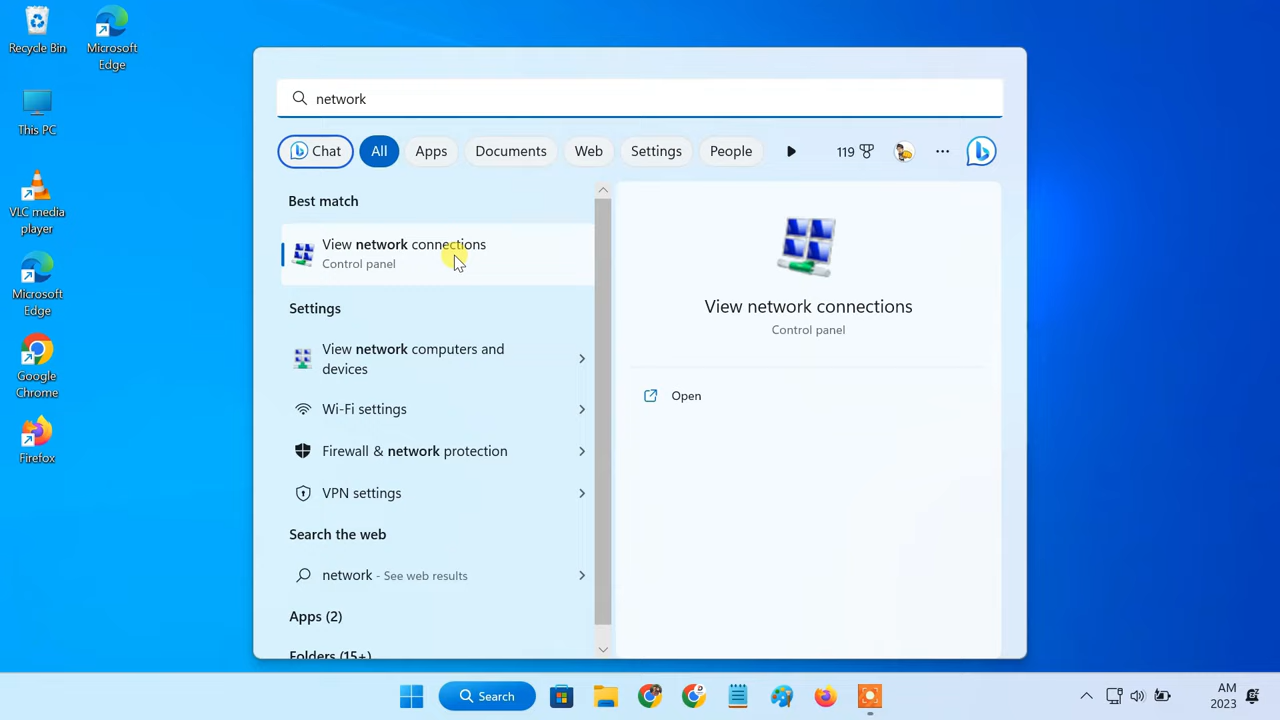 Recycle Bin
Microsoft
Edge
This PC
VLC media
player
Microsoft
Edge
Google
Chrome
Firefox
network
Chat
All
Apps
Documents
Web
Settings
People
119
Best match
View network connections
Control panel
Settings
View network computers and
devices
Wi-Fi settings
Firewall & network protection
VPN settings
Search the web
network - See web results
Apps (2)
Folders (15+)
View network connections
Control panel
Open
Search
AM
2023